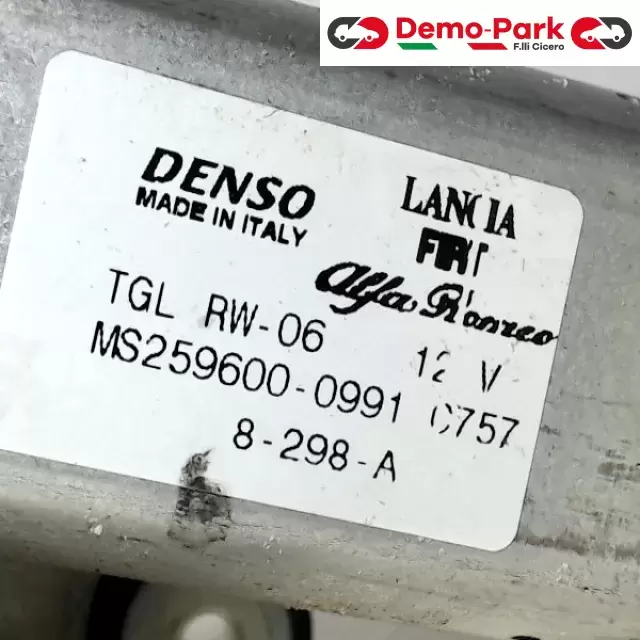 Demo-Park
F.lli Cicero
DENSO
MADE IN ITALY
LANCIA
FIAT
Alfa Romeo
TGL RW-06 12 V
MS259600-0991 C757
8-298-A